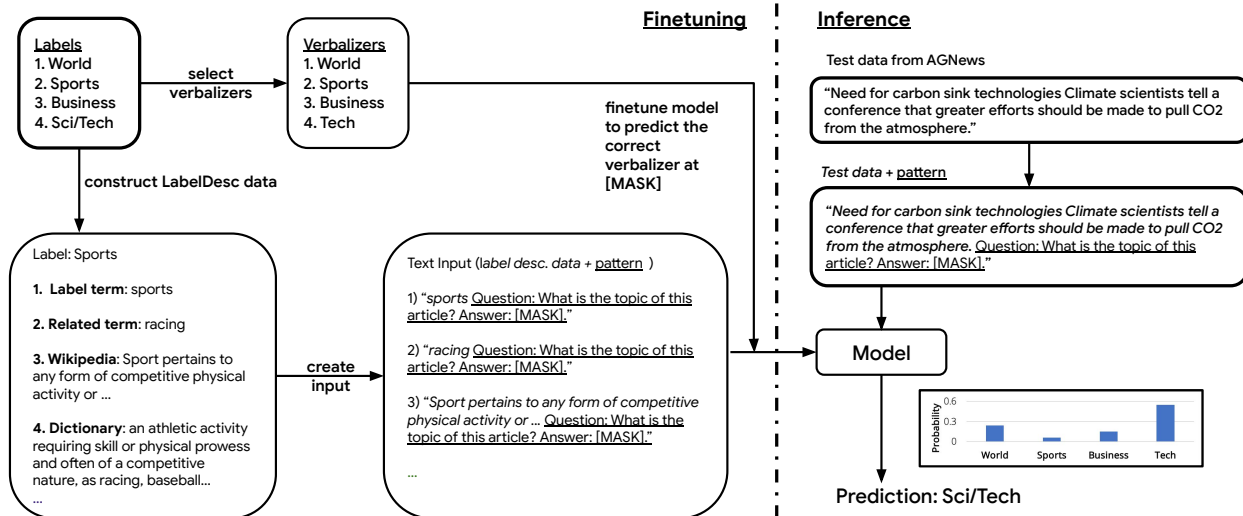 Finetuning
Labels
1. World
2. Sports
3. Business
4. Sci/Tech
select
verbalizers
Verbalizers
1. World
2. Sports
3. Business
4. Tech
finetune model
to predict the
correct
verbalizer at
[MASK]
construct LabelDesc data
Label: Sports
1. Label term: sports
2. Related term: racing
3. Wikipedia: Sport pertains to
any form of competitive physical
activity or ...
4. Dictionary: an athletic activity
requiring skill or physical prowess
and often of a competitive
nature, as racing, baseball...
...
create
input
Text Input (label desc. data + pattern )
1) “sports Question: What is the topic of this
article? Answer: [MASK].”
2) “racing Question: What is the topic of this
article? Answer: [MASK].”
3) “Sport pertains to any form of competitive
physical activity or ... Question: What is the
topic of this article? Answer: [MASK].”
...
Inference
Test data from AGNews
“Need for carbon sink technologies Climate scientists tell a
conference that greater efforts should be made to pull CO2
from the atmosphere.”
Test data + pattern
“Need for carbon sink technologies Climate scientists tell a
conference that greater efforts should be made to pull CO2
from the atmosphere. Question: What is the topic of this
article? Answer: [MASK].”
Model
Probability
0.6
0.3
0
World
Sports
Business
Tech
Prediction: Sci/Tech